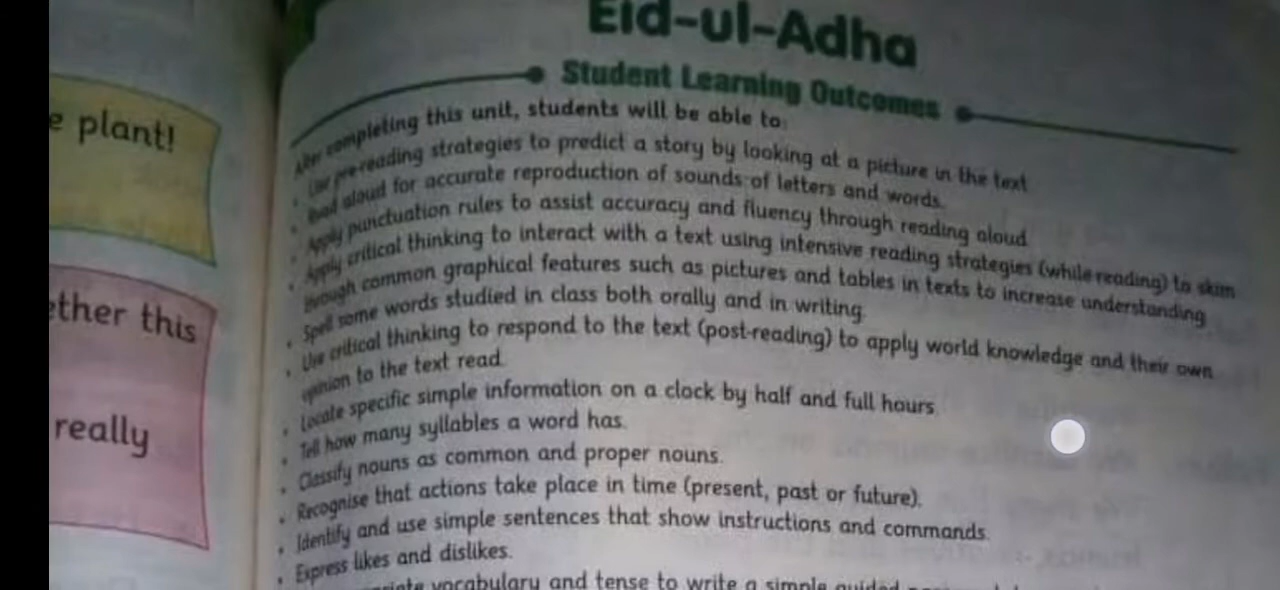 e plant!
ether this
really
Eid-ul-Adha
Student Learning Outcomes
After completing this unit, students will be able to:
• Use pre-reading strategies to predict a story by looking at a picture in the text
• Read aloud for accurate reproduction of sounds of letters and words.
• Apply punctuation rules to assist accuracy and fluency through reading aloud
• Apply critical thinking to interact with a text using intensive reading strategies (while-reading) to skim
through common graphical features such as pictures and tables in texts to increase understanding
• Spell some words studied in class both orally and in writing.
• Use critical thinking to respond to the text (post-reading) to apply world knowledge and their own
opinion to the text read.
• Locate specific simple information on a clock by half and full hours.
• Tell how many syllables a word has.
• Classify nouns as common and proper nouns.
• Recognise that actions take place in time (present, past or future).
• Identify and use simple sentences that show instructions and commands.
• Express likes and dislikes.
vocabulary and tense to write a simple guided